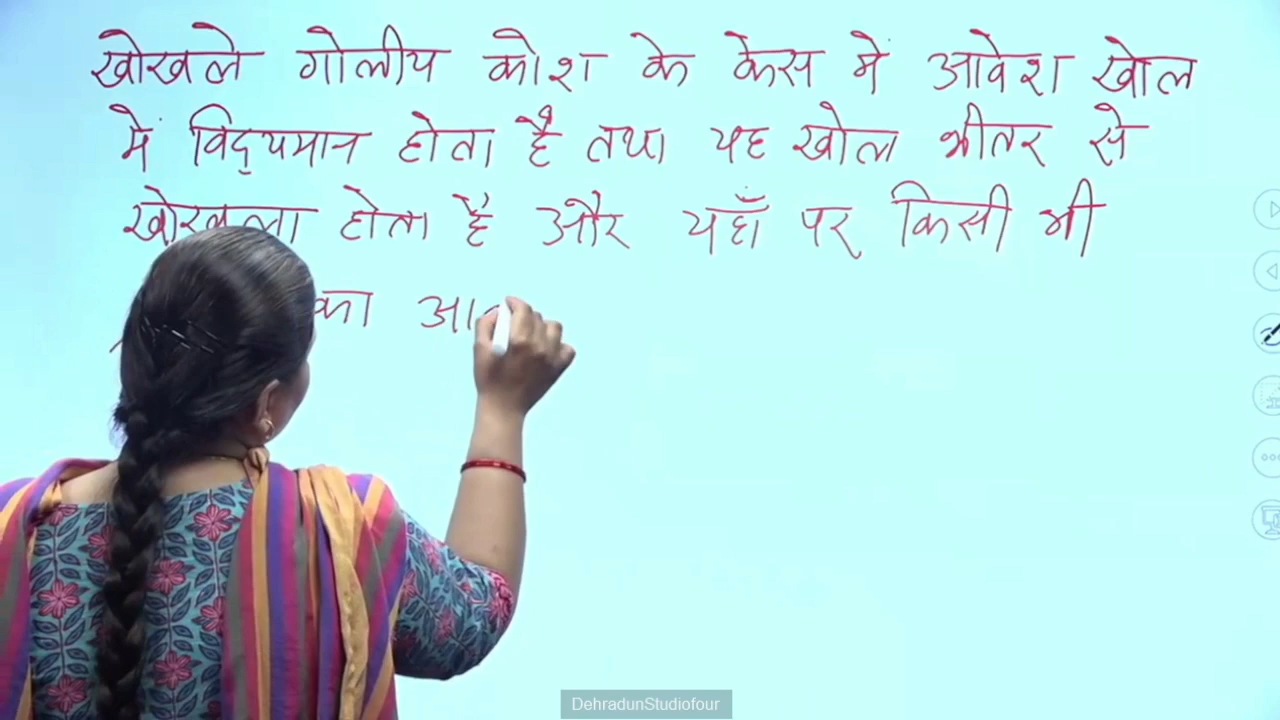 खोखले गोलीय कोश के केस में आवेश खोल
में विद्यमान होता है तथा यह खोल भीतर से
खोखला होता है और यहाँ पर किसी भी
का
DehradunStudiofour